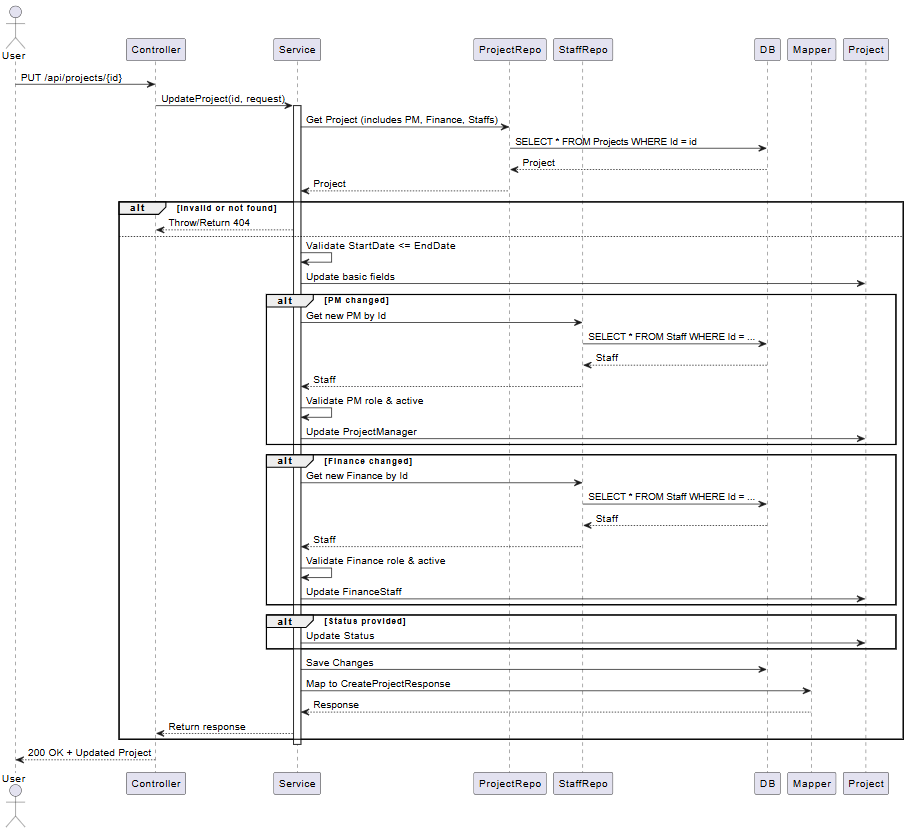 User
Controller
Service
ProjectRepo
StaffRepo
DB
Mapper
Project
PUT /api/projects/{id}
UpdateProject(id, request)
Get Project (includes PM, Finance, Staffs)
SELECT * FROM Projects WHERE Id = id
Project
Project
alt
[Invalid or not found]
Throw/Return 404
Validate StartDate <= EndDate
Update basic fields
alt
[PM changed]
Get new PM by Id
SELECT * FROM Staff WHERE Id = ...
Staff
Staff
Validate PM role & active
Update ProjectManager
alt
[Finance changed]
Get new Finance by Id
SELECT * FROM Staff WHERE Id = ...
Staff
Staff
Validate Finance role & active
Update FinanceStaff
alt
[Status provided]
Update Status
Save Changes
Map to CreateProjectResponse
Response
Return response
200 OK + Updated Project
User
Controller
Service
ProjectRepo
StaffRepo
DB
Mapper
Project